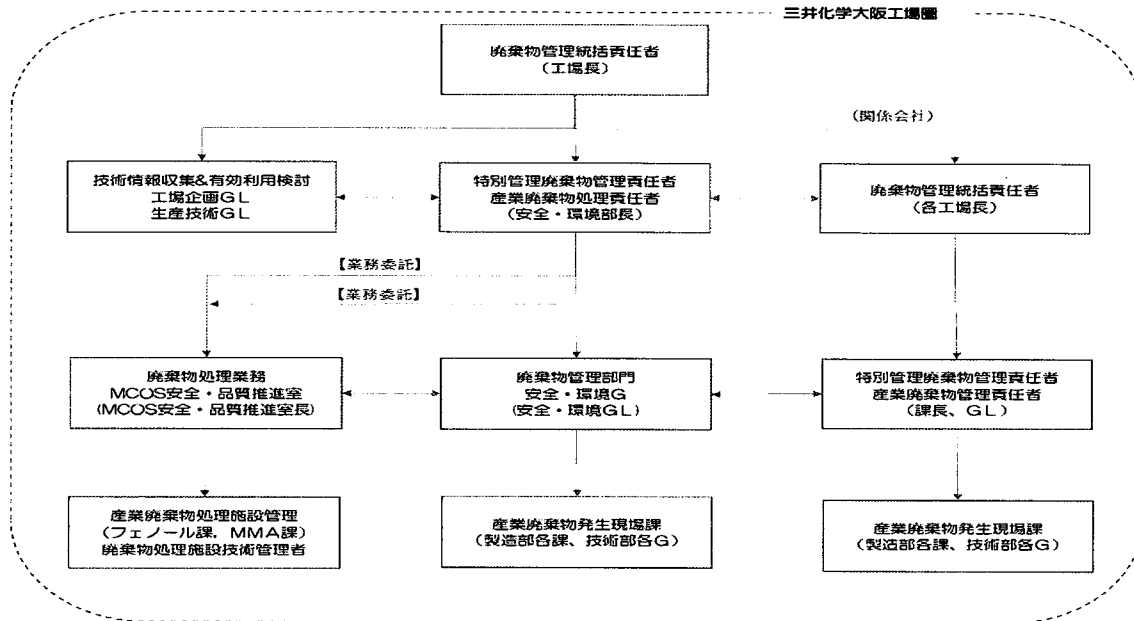 三井化学大阪工場圏
廃棄物管理統括責任者
(工場長)
(関係会社)
技術情報収集&有効利用検討
工場企画GL
生産技術GL
特別管理廃棄物管理責任者
産業廃棄物処理責任者
(安全・環境部長)
廃棄物管理統括責任者
(各工場長)
【業務委託】
【業務委託】
廃棄物処理業務
MCOS安全・品質推進室
(MCOS安全・品質推進室長)
廃棄物管理部門
安全・環境G
(安全・環境GL)
特別管理廃棄物管理責任者
産業廃棄物管理責任者
(課長、GL)
産業廃棄物処理施設管理
(フェノール課，MMA課)
廃棄物処理施設技術管理者
産業廃棄物発生現場課
(製造部各課、技術部各G)
産業廃棄物発生現場課
(製造部各課、技術部各G)